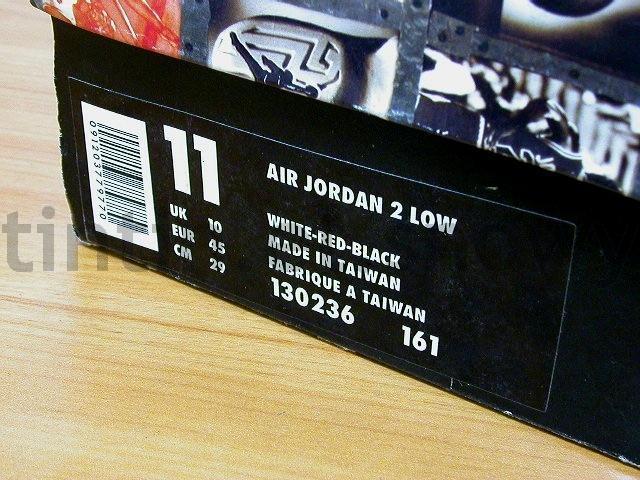 091203779770
11
UK 10
EUR 45
CM 29
AIR JORDAN 2 LOW
WHITE-RED-BLACK
MADE IN TAIWAN
FABRIQUE A TAIWAN
130236 161